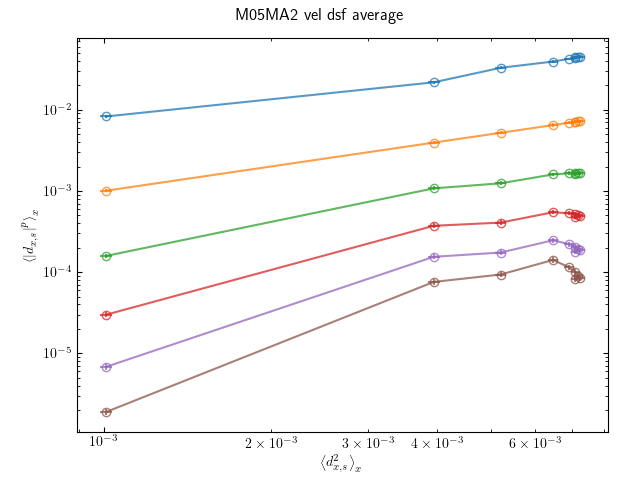 M05MA2 vel dsf average
⟨|d_{x,s}|^p⟩_x
10^{-2}
10^{-3}
10^{-4}
10^{-5}
10^{-3}
2 × 10^{-3}
3 × 10^{-3}
4 × 10^{-3}
6 × 10^{-3}
⟨d^2_{x,s}⟩_x